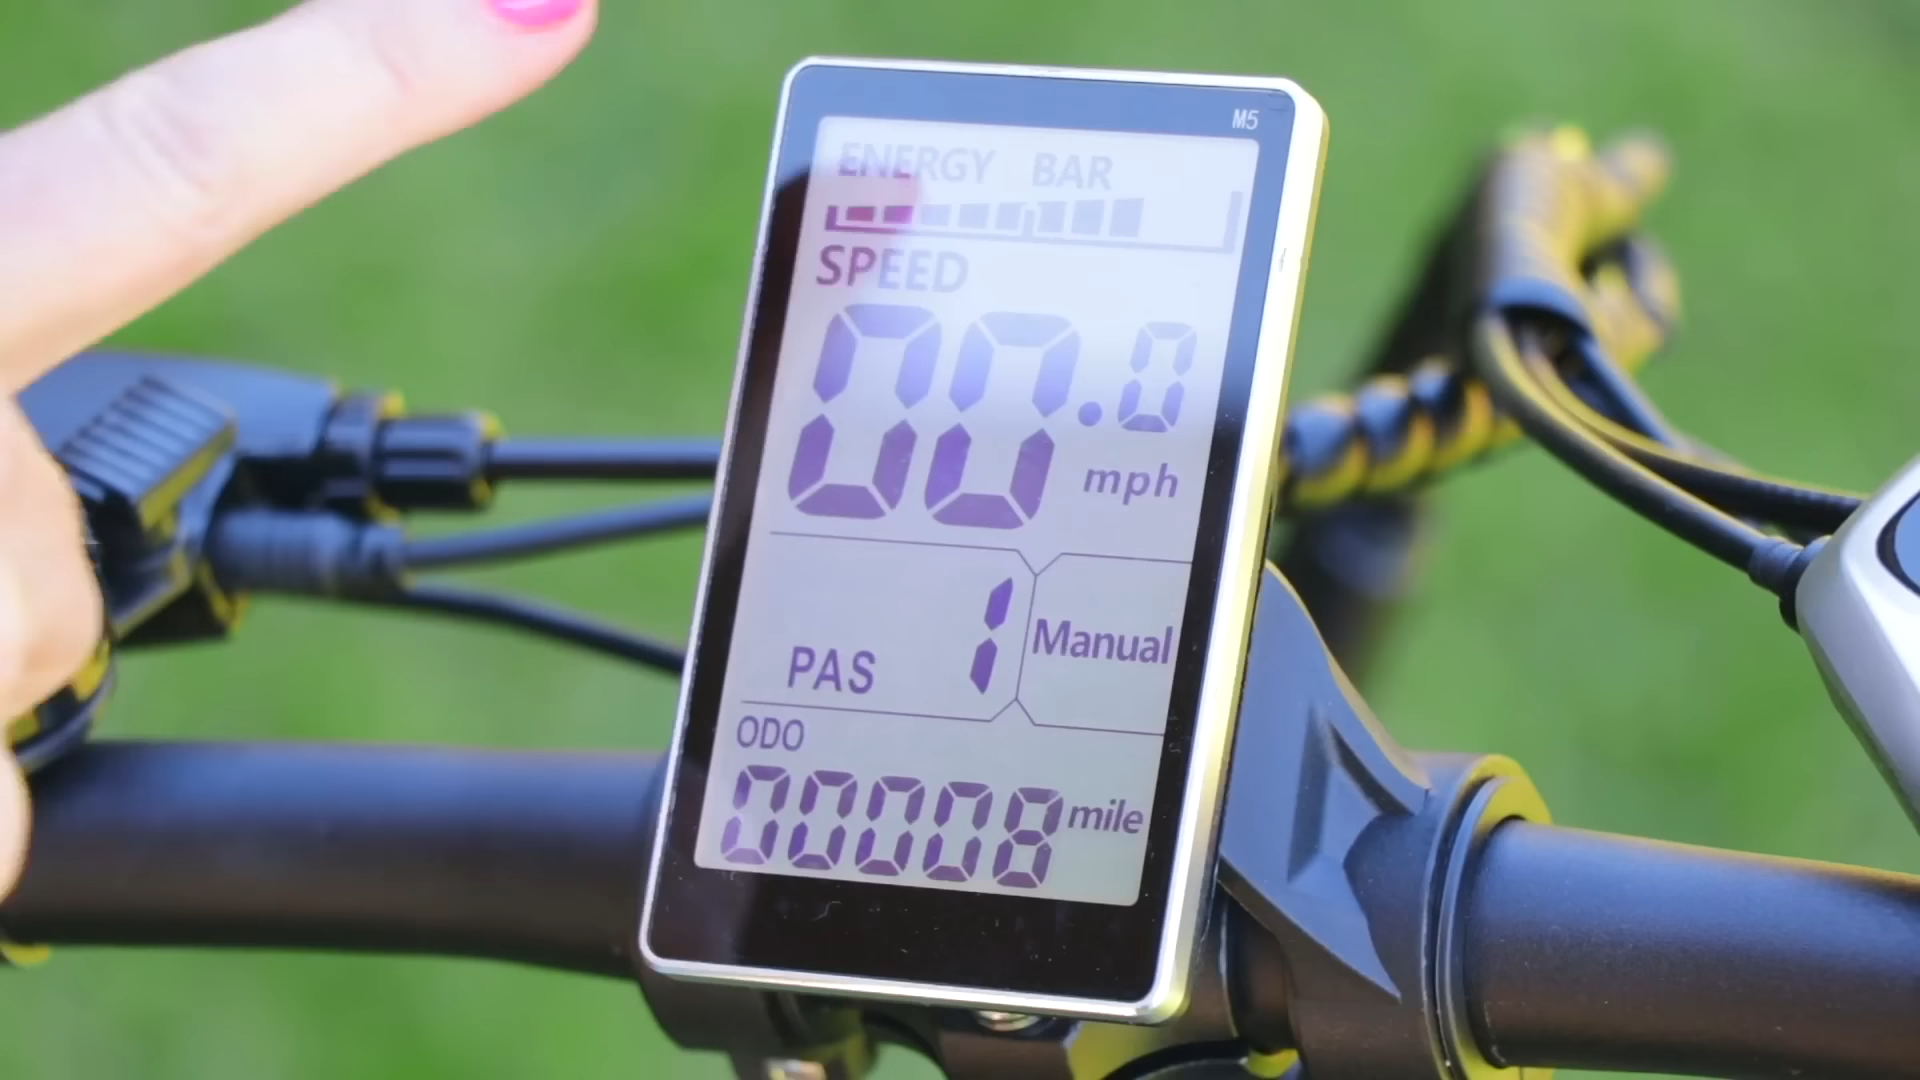 M5
ENERGY BAR
SPEED
00.0
mph
PAS 1 Manual
ODO
00008 mile